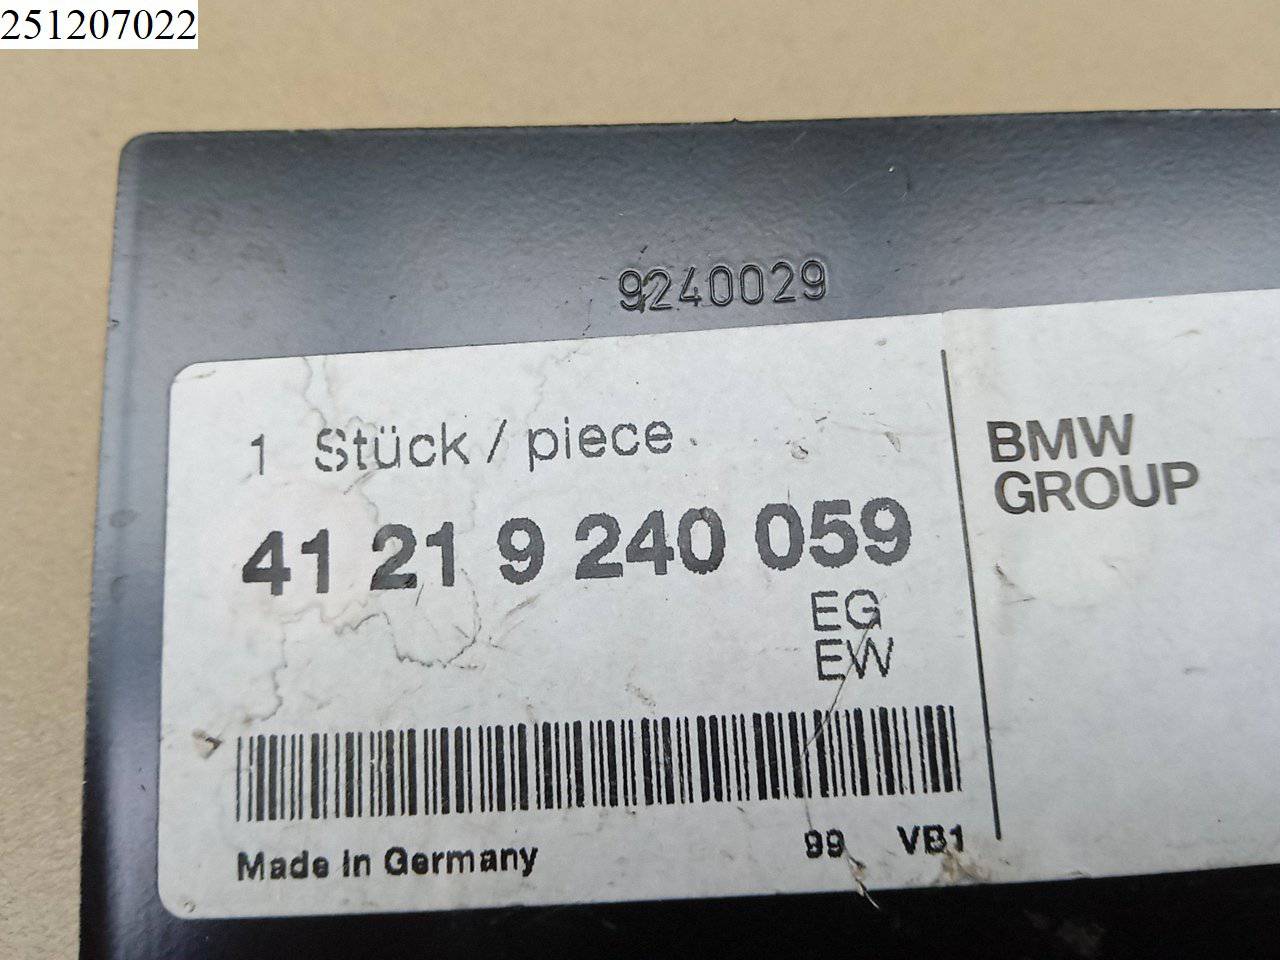 251207022
9240029
1 Stück / piece
41 21 9 240 059
EG
EW
BMW
GROUP
Made in Germany
99 VB1